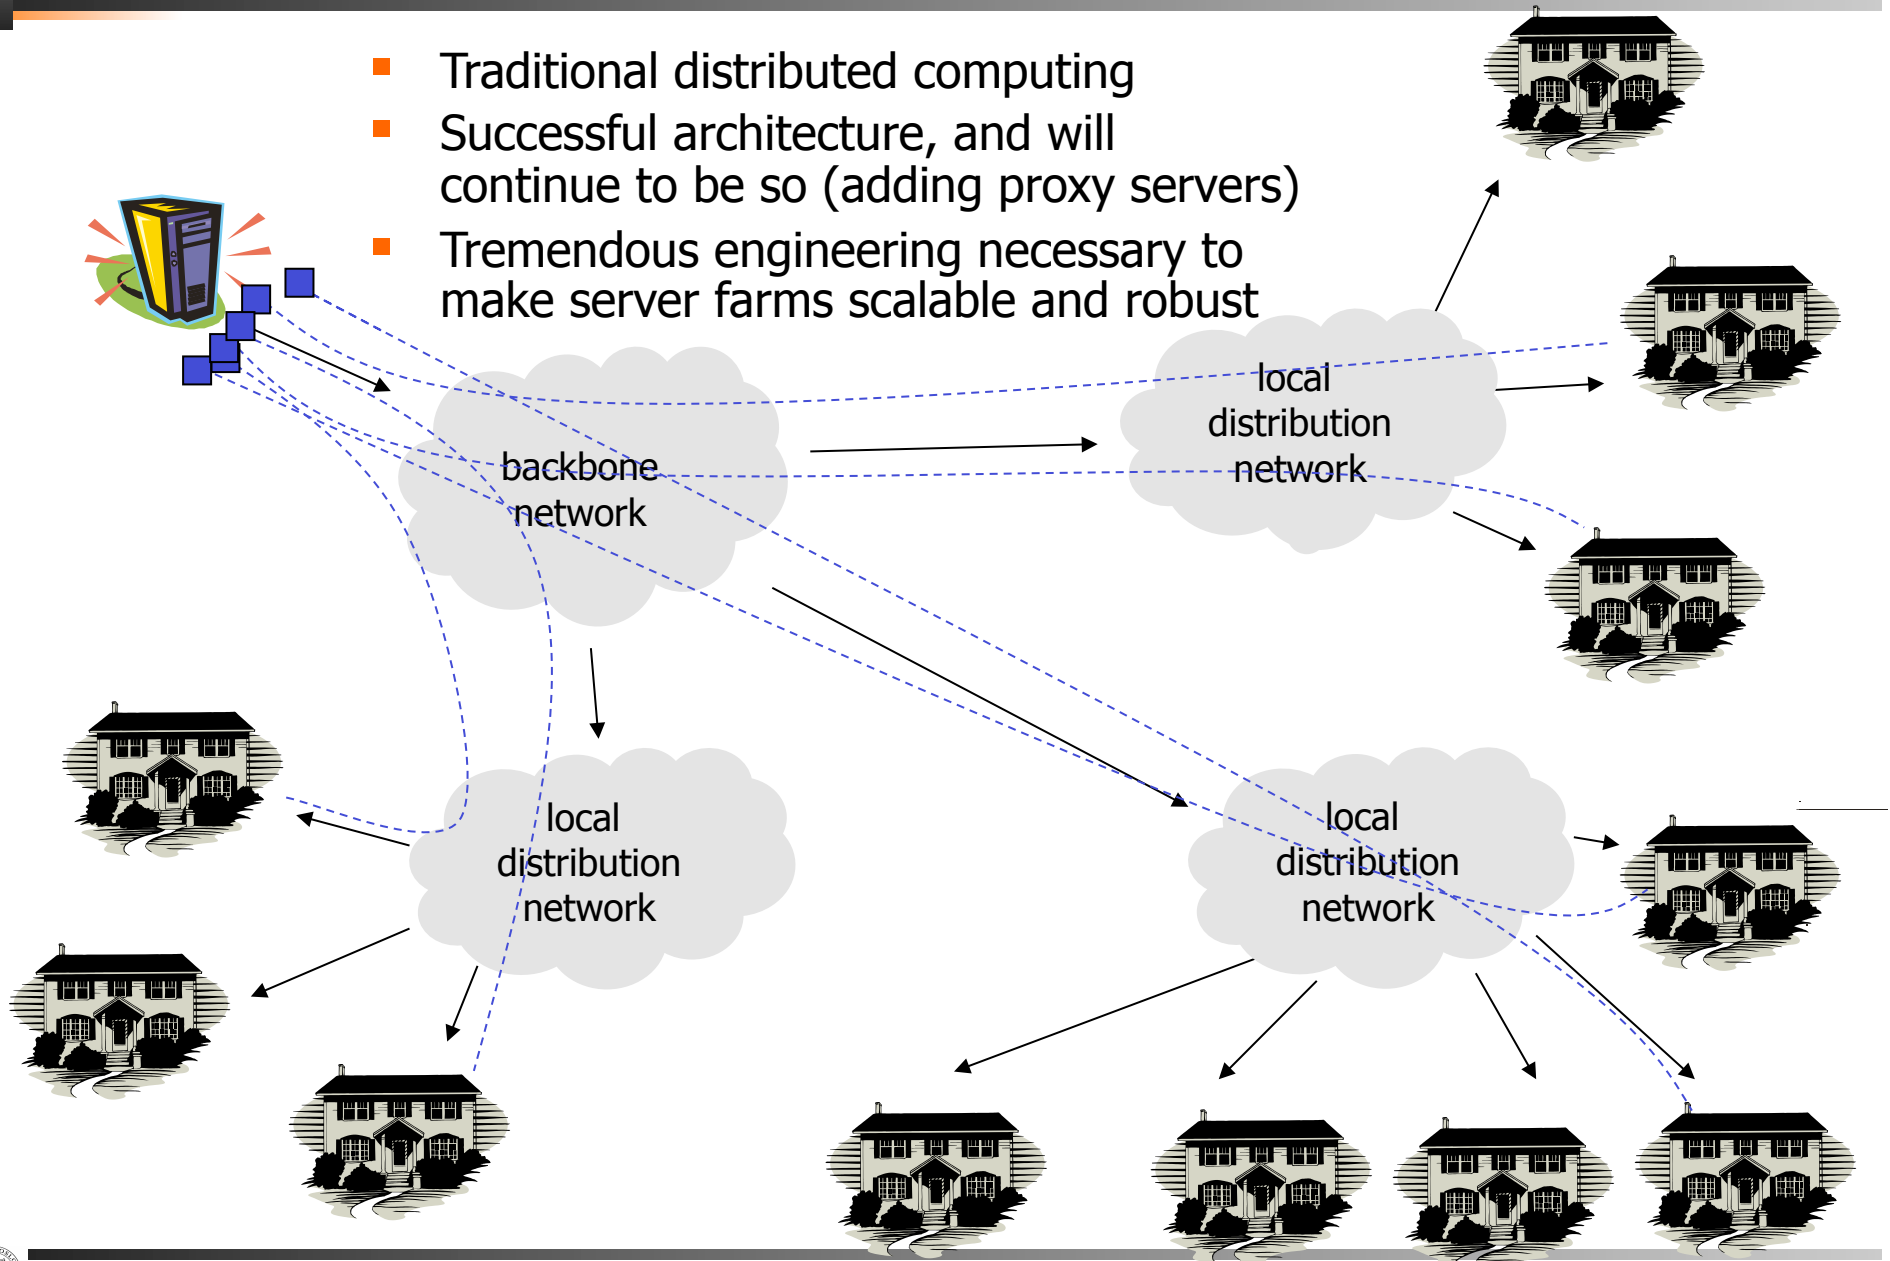 Traditional distributed computing
Successful architecture, and will
continue to be so (adding proxy servers)
Tremendous engineering necessary to
make server farms scalable and robust
local
distribution
network
backbone
network
local
distribution
network
local
distribution
network